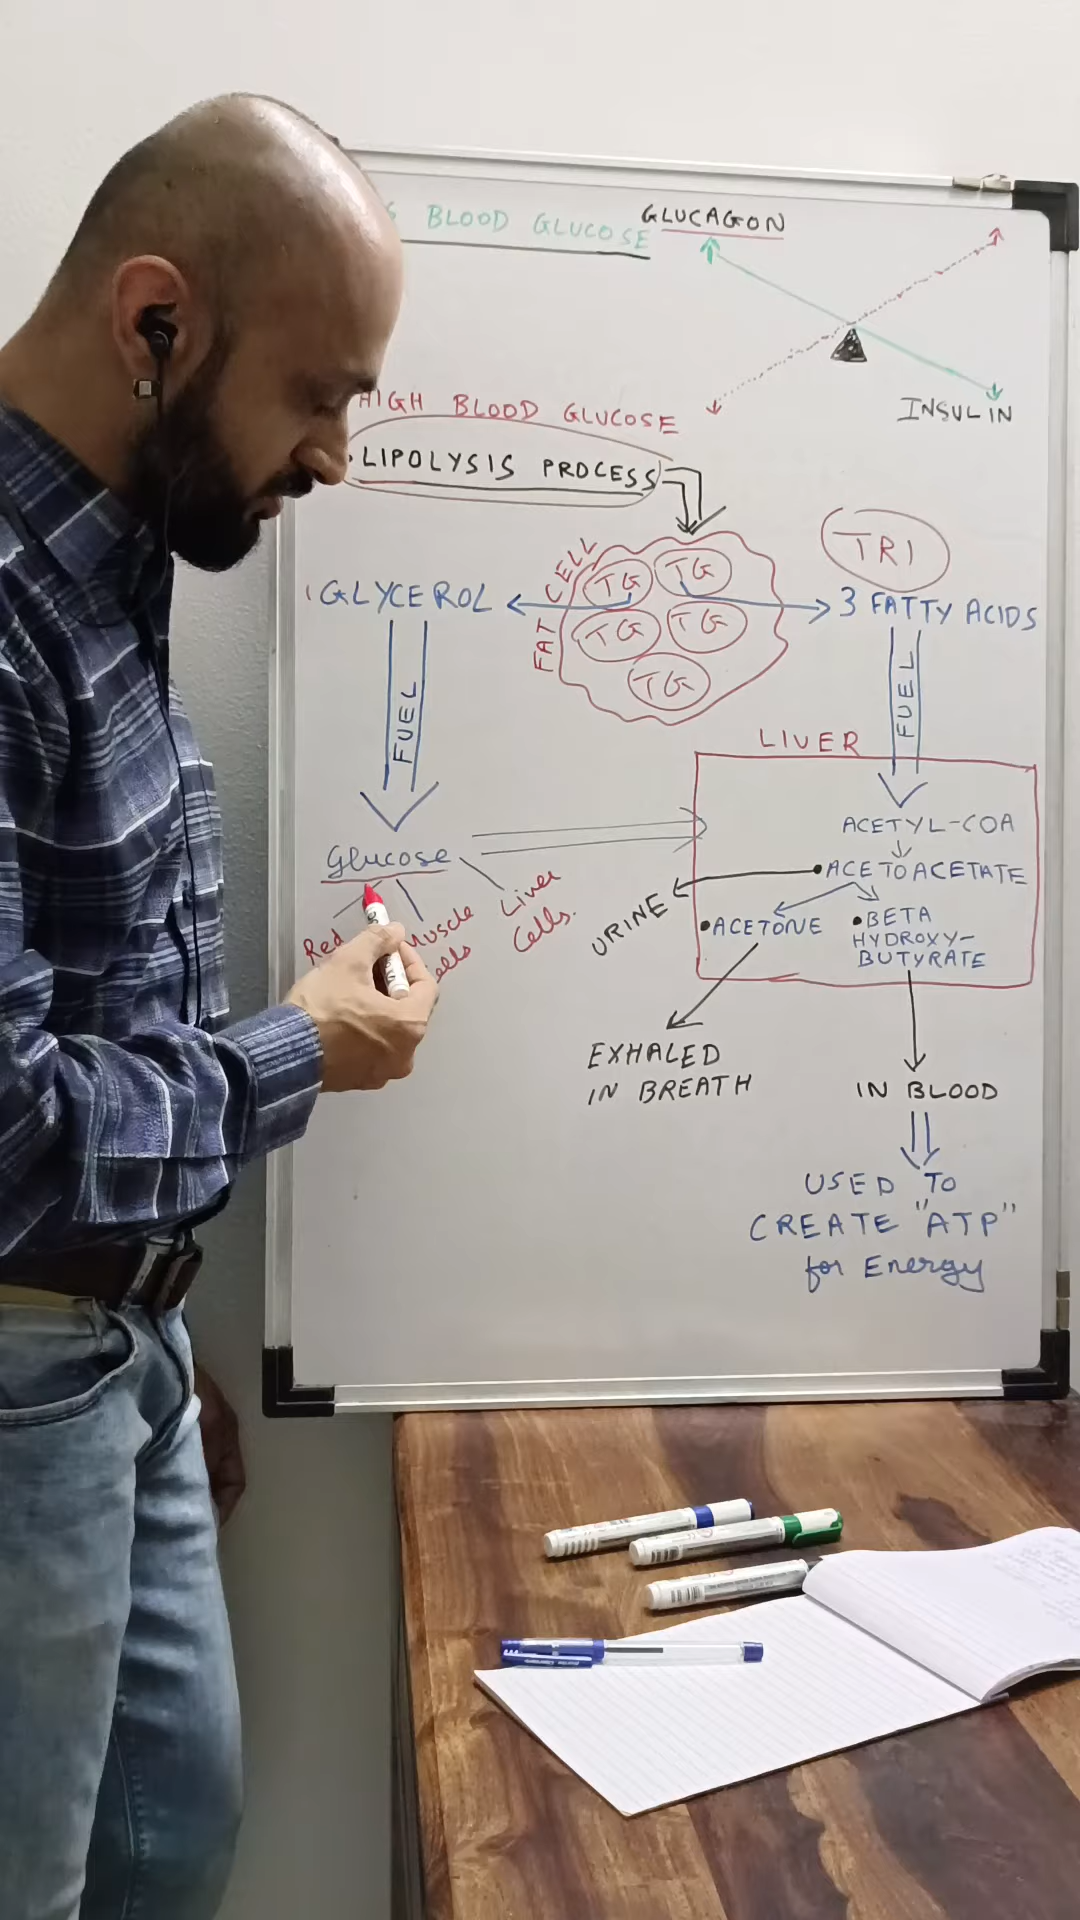 BLOOD GLUCOSE
GLUCAGON
INSULIN
HIGH BLOOD GLUCOSE
LIPOLYSIS PROCESS
TRI
FAT CELL
TG TG
TG TG
TG
1 GLYCEROL
3 FATTY ACIDS
FUEL
FUEL
LIVER
ACETYL-COA
Glucose
ACETOACETATE
Red
Muscle
Liver
Cells.
URINE
•ACETONE
•BETA
HYDROXY-
BUTYRATE
EXHALED
IN BREATH
IN BLOOD
USED TO
CREATE "ATP"
for Energy